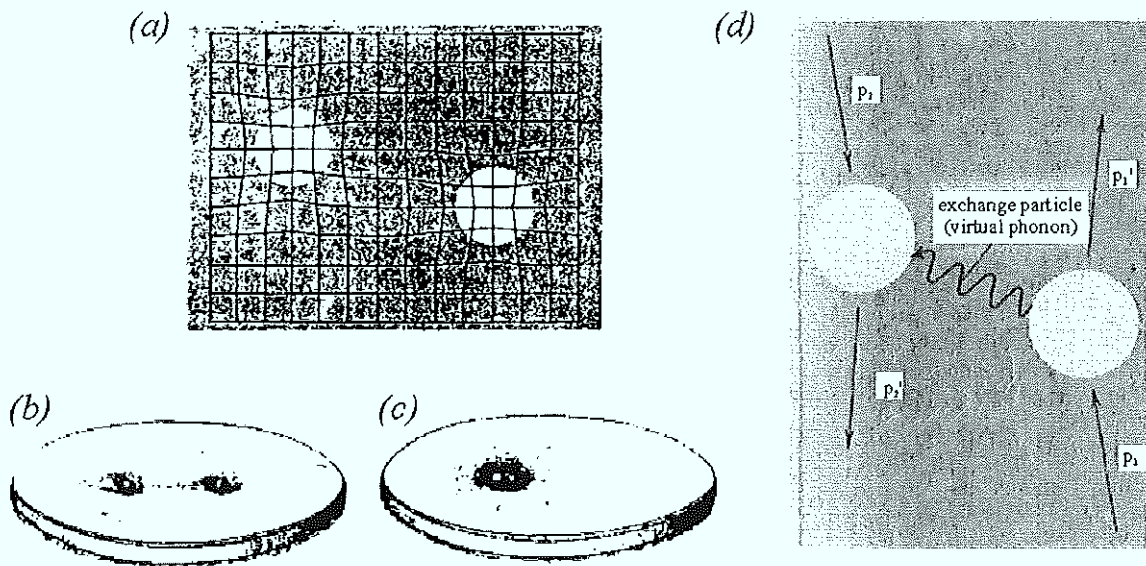 (a)
(d)
p₂
p₁'
exchange particle
(virtual phonon)
(b)
(c)
p₂'
p₁